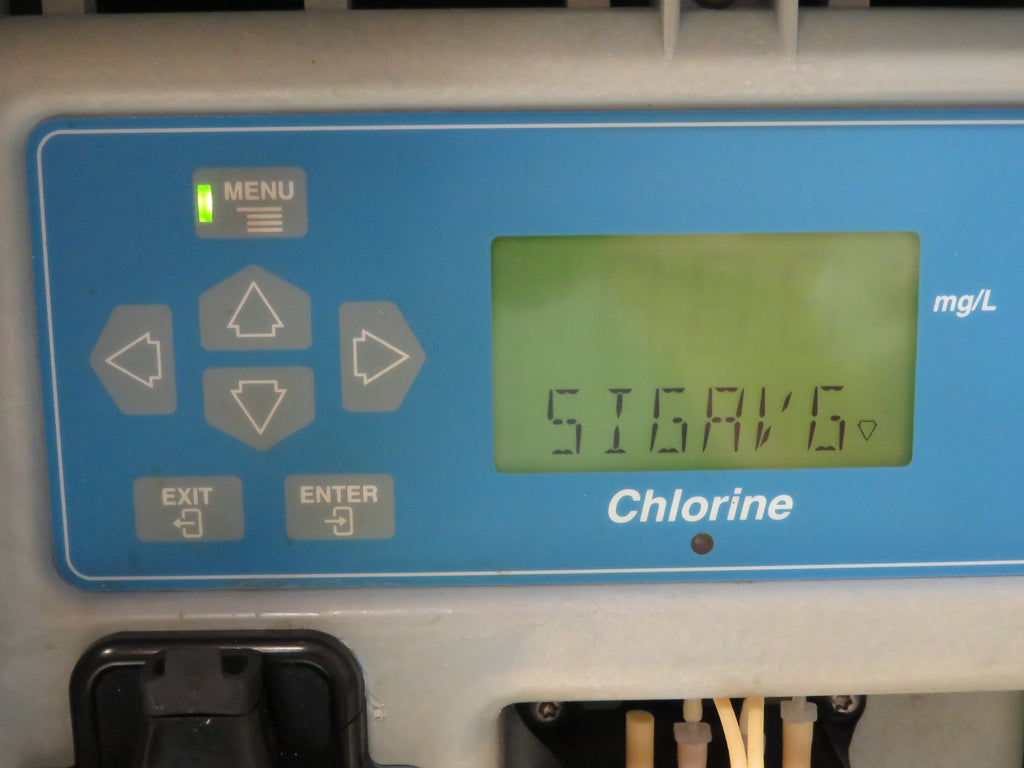 MENU
mg/L
SIGAVG
EXIT
ENTER
Chlorine